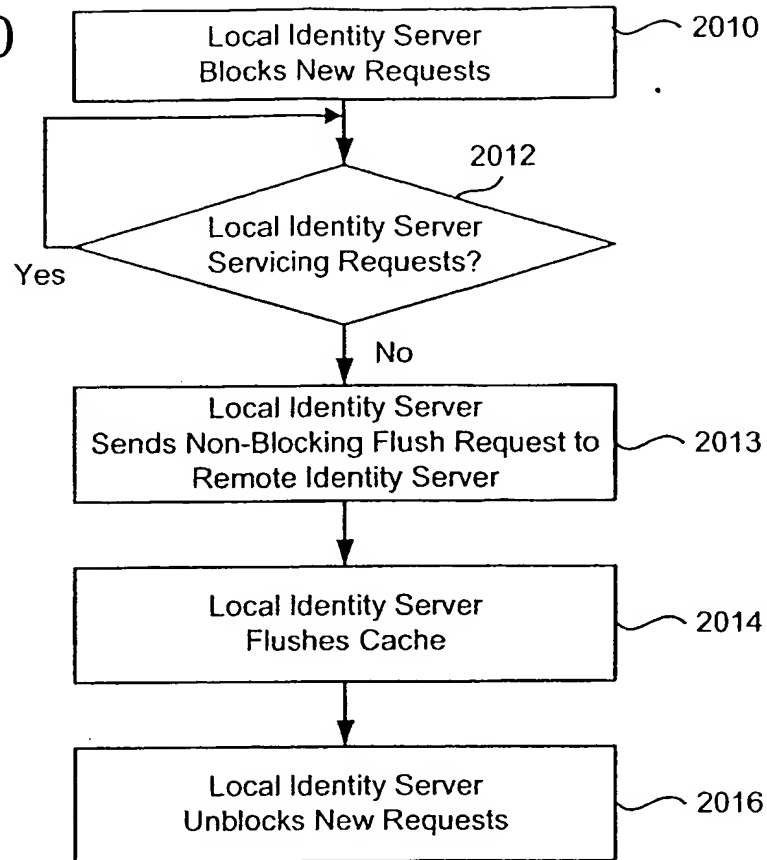 0
Local Identity Server
Blocks New Requests
2010
2012
Local Identity Server
Servicing Requests?
Yes
No
Local Identity Server
Sends Non-Blocking Flush Request to
Remote Identity Server
2013
Local Identity Server
Flushes Cache
2014
Local Identity Server
Unblocks New Requests
2016